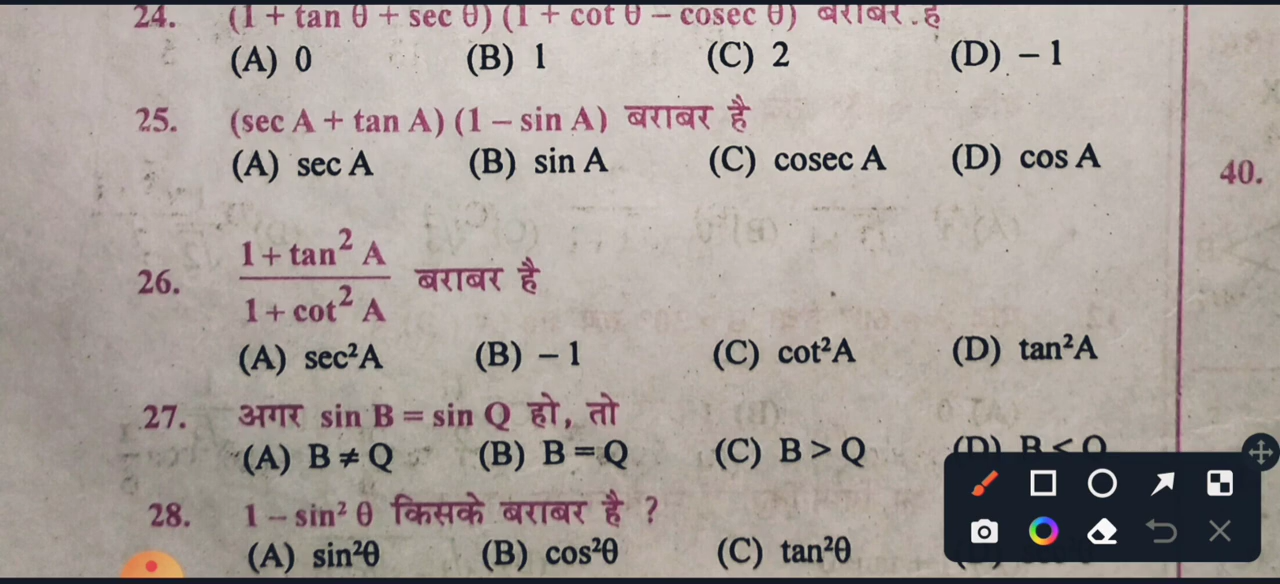 24. (1 + tan θ + sec θ) (1 + cot θ – cosec θ) बराबर है
(A) 0 (B) 1 (C) 2 (D) – 1
25. (sec A + tan A) (1 – sin A) बराबर है
(A) sec A (B) sin A (C) cosec A (D) cos A
40.
26. 1 + tan² A / 1 + cot² A बराबर है
(A) sec²A (B) – 1 (C) cot²A (D) tan²A
27. अगर sin B = sin Q हो, तो
(A) B ≠ Q (B) B = Q (C) B > Q (D) B < Q
28. 1 – sin² θ किसके बराबर है ?
(A) sin²θ (B) cos²θ (C) tan²θ